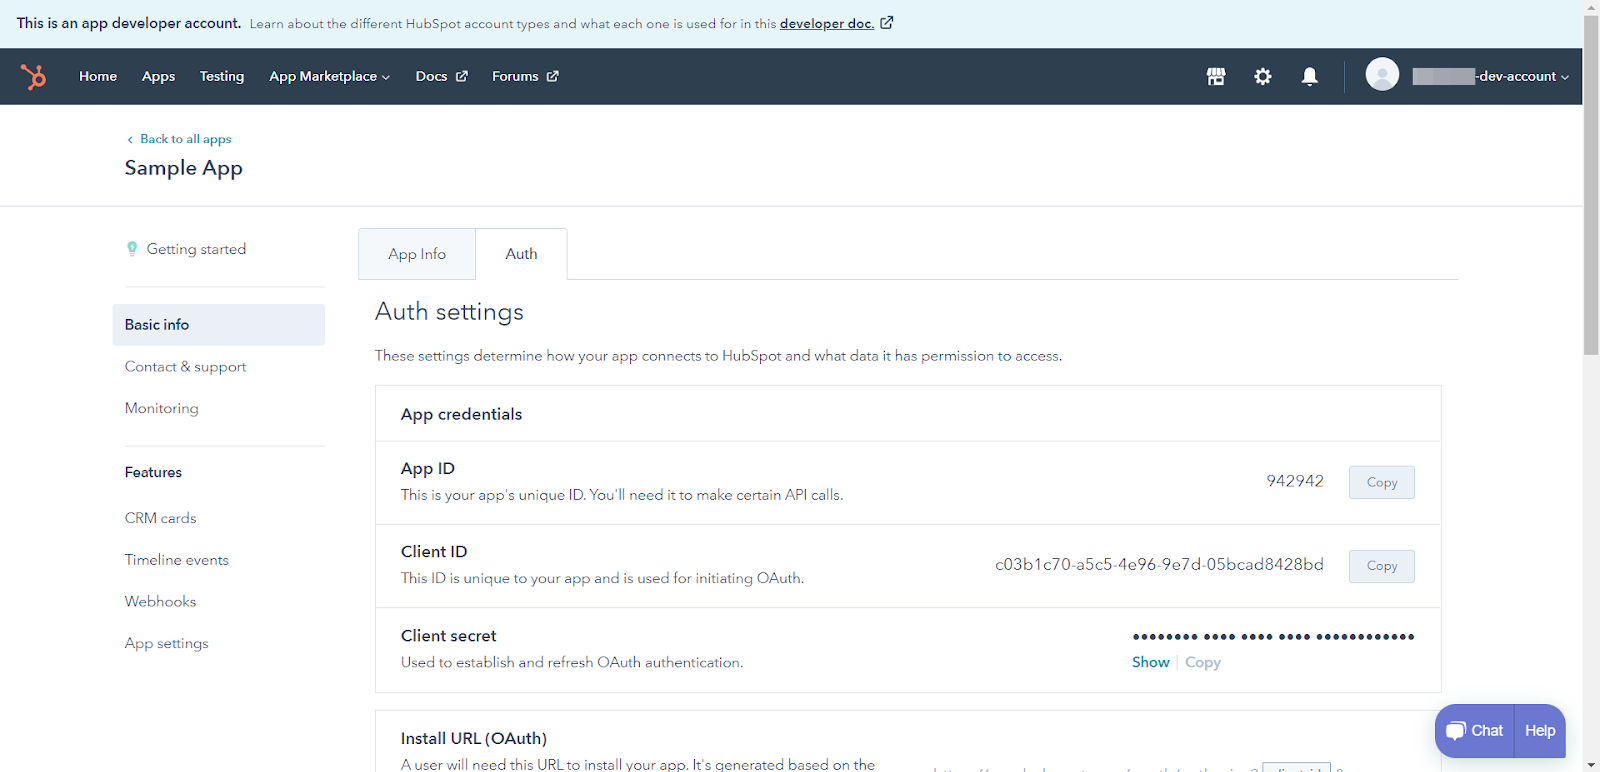 This is an app developer account. Learn about the different HubSpot account types and what each one is used for in this developer doc.
Home Apps Testing App Marketplace Docs Forums -dev-account
Back to all apps
Sample App
Getting started
Basic info
Contact & support
Monitoring
Features
CRM cards
Timeline events
Webhooks
App settings
App Info Auth
Auth settings
These settings determine how your app connects to HubSpot and what data it has permission to access.
App credentials
App ID
This is your app's unique ID. You'll need it to make certain API calls.
942942 Copy
Client ID
This ID is unique to your app and is used for initiating OAuth.
c03b1c70-a5c5-4e96-9e7d-05bcad8428bd Copy
Client secret
Used to establish and refresh OAuth authentication.
•••••••• •••• •••• •••• ••••••••••••
Show Copy
Install URL (OAuth)
A user will need this URL to install your app. It's generated based on the
Chat Help